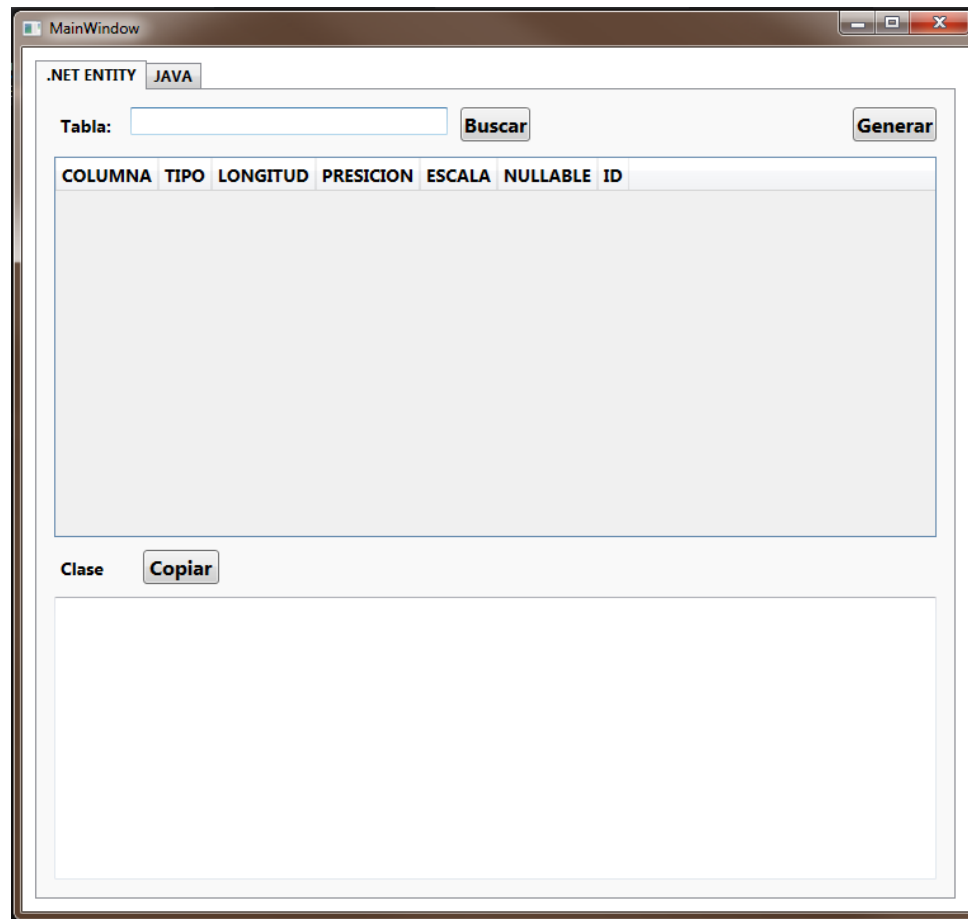 MainWindow
.NET ENTITY JAVA
Tabla: Buscar Generar
COLUMNA TIPO LONGITUD PRESICION ESCALA NULLABLE ID
Clase Copiar